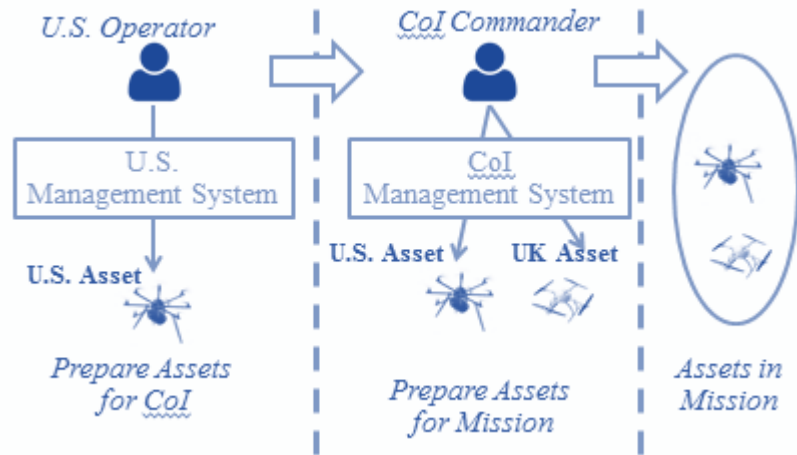 U.S. Operator
U.S.
Management System
U.S. Asset
Prepare Assets
for CoI
CoI Commander
CoI
Management System
U.S. Asset
UK Asset
Prepare Assets
for Mission
Assets in
Mission